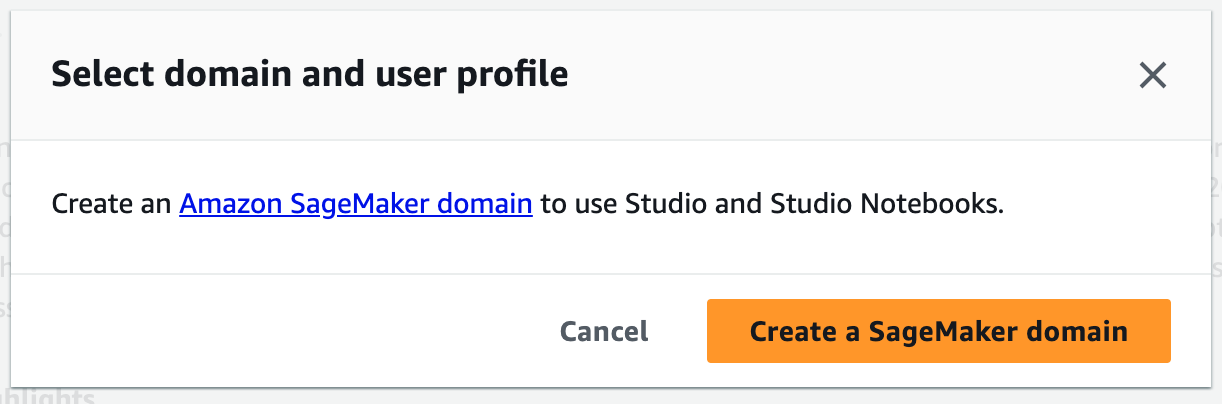 Select domain and user profile
Create an Amazon SageMaker domain to use Studio and Studio Notebooks.
Cancel
Create a SageMaker domain